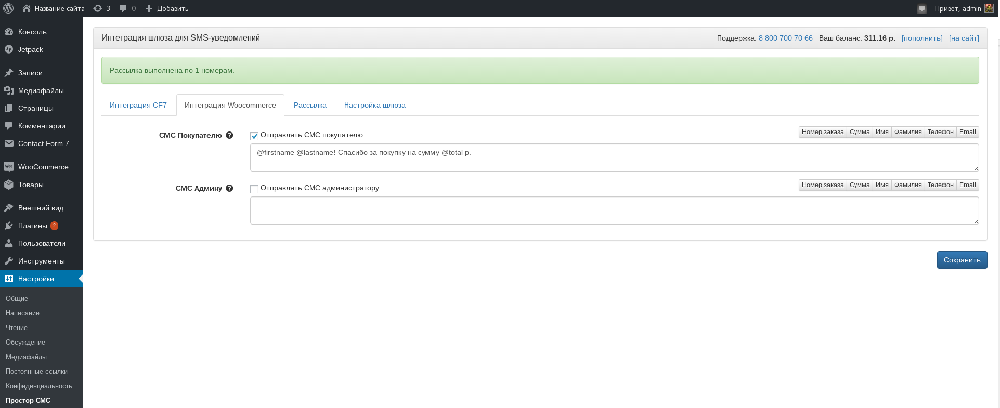 Название сайта 3 0 Добавить Привет, admin
Консоль
Jetpack
Записи
Медиафайлы
Страницы
Комментарии
Contact Form 7
WooCommerce
Товары
Внешний вид
Плагины 2
Пользователи
Инструменты
Настройки
Общие
Написание
Чтение
Обсуждение
Медиафайлы
Постоянные ссылки
Конфиденциальность
Простор СМС
Интеграция шлюза для SMS-уведомлений Поддержка: 8 800 700 70 66 Ваш баланс: 311.16 р. [пополнить] [на сайт]
Рассылка выполнена по 1 номерам.
Интеграция CF7 Интеграция Woocommerce Рассылка Настройка шлюза
СМС Покупателю ? Отправлять СМС покупателю Номер заказа Сумма Имя Фамилия Телефон Email
@firstname @lastname! Спасибо за покупку на сумму @total р.
СМС Админу ? Отправлять СМС администратору Номер заказа Сумма Имя Фамилия Телефон Email
Сохранить